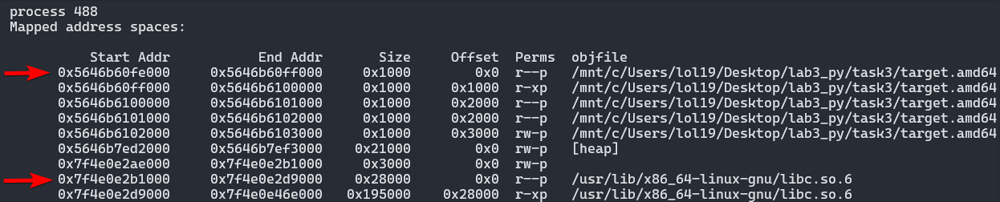 process 488
Mapped address spaces:
Start Addr End Addr Size Offset Perms objfile
0x5646b60fe000 0x5646b60ff000 0x1000 0x0 r--p /mnt/c/Users/lol19/Desktop/lab3_py/task3/target.amd64
0x5646b60ff000 0x5646b6100000 0x1000 0x1000 r-xp /mnt/c/Users/lol19/Desktop/lab3_py/task3/target.amd64
0x5646b6100000 0x5646b6101000 0x1000 0x2000 r--p /mnt/c/Users/lol19/Desktop/lab3_py/task3/target.amd64
0x5646b6101000 0x5646b6102000 0x1000 0x2000 r--p /mnt/c/Users/lol19/Desktop/lab3_py/task3/target.amd64
0x5646b6102000 0x5646b6103000 0x1000 0x3000 rw-p /mnt/c/Users/lol19/Desktop/lab3_py/task3/target.amd64
0x5646b7ed2000 0x5646b7ef3000 0x21000 0x0 rw-p [heap]
0x7f4e0e2ae000 0x7f4e0e2b1000 0x3000 0x0 rw-p
0x7f4e0e2b1000 0x7f4e0e2d9000 0x28000 0x0 r--p /usr/lib/x86_64-linux-gnu/libc.so.6
0x7f4e0e2d9000 0x7f4e0e46e000 0x195000 0x28000 r-xp /usr/lib/x86_64-linux-gnu/libc.so.6